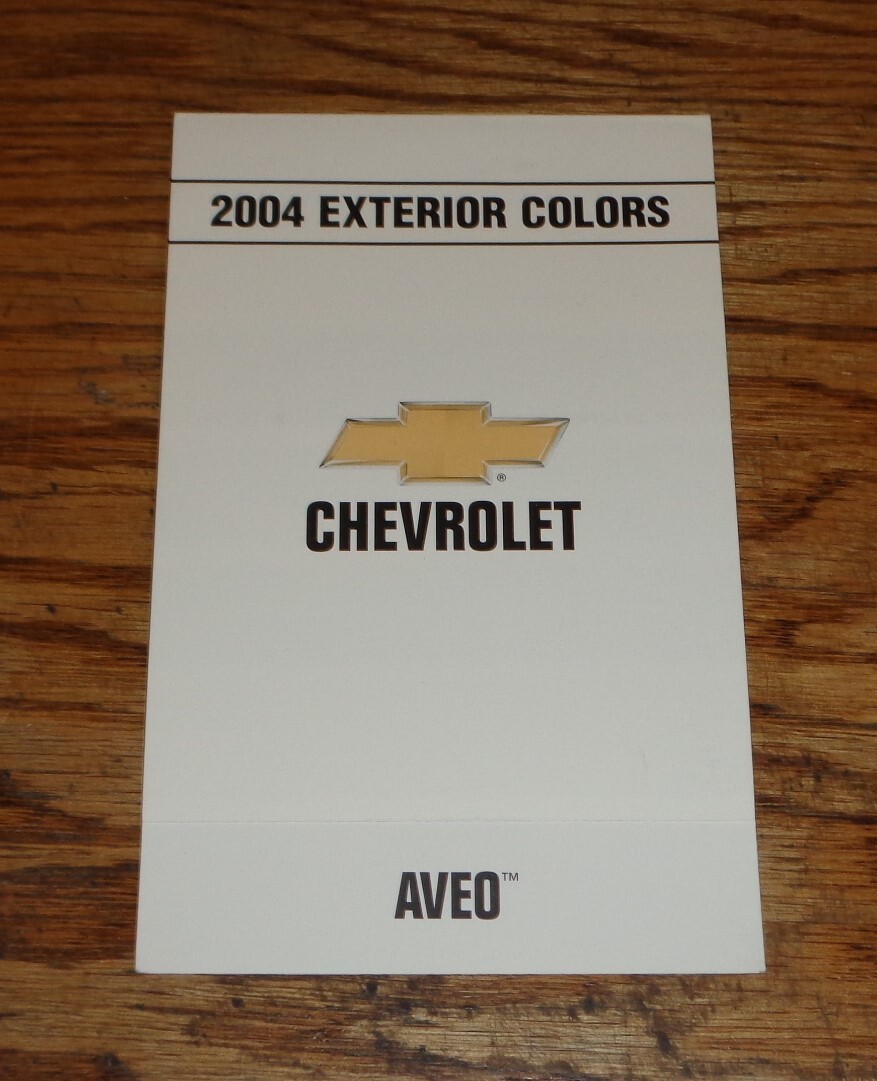 2004 EXTERIOR COLORS
®
CHEVROLET
AVEO™